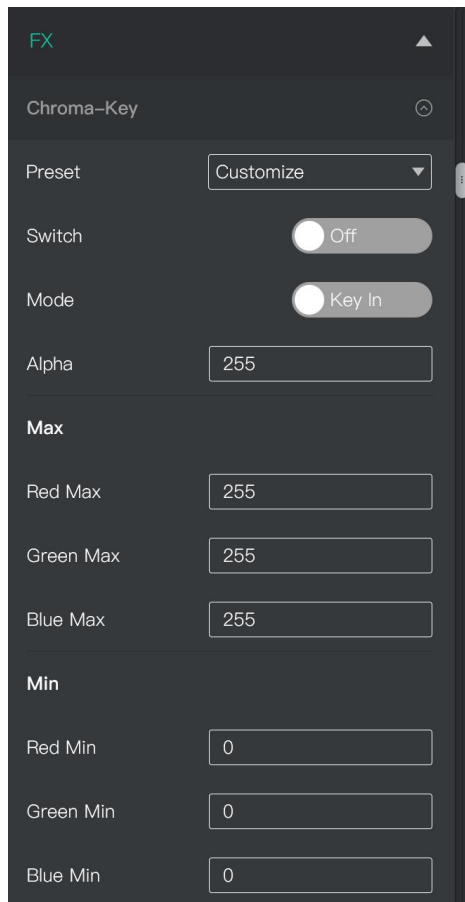 FX
Chroma-Key
Preset Customize
Switch Off
Mode Key In
Alpha 255
Max
Red Max 255
Green Max 255
Blue Max 255
Min
Red Min 0
Green Min 0
Blue Min 0